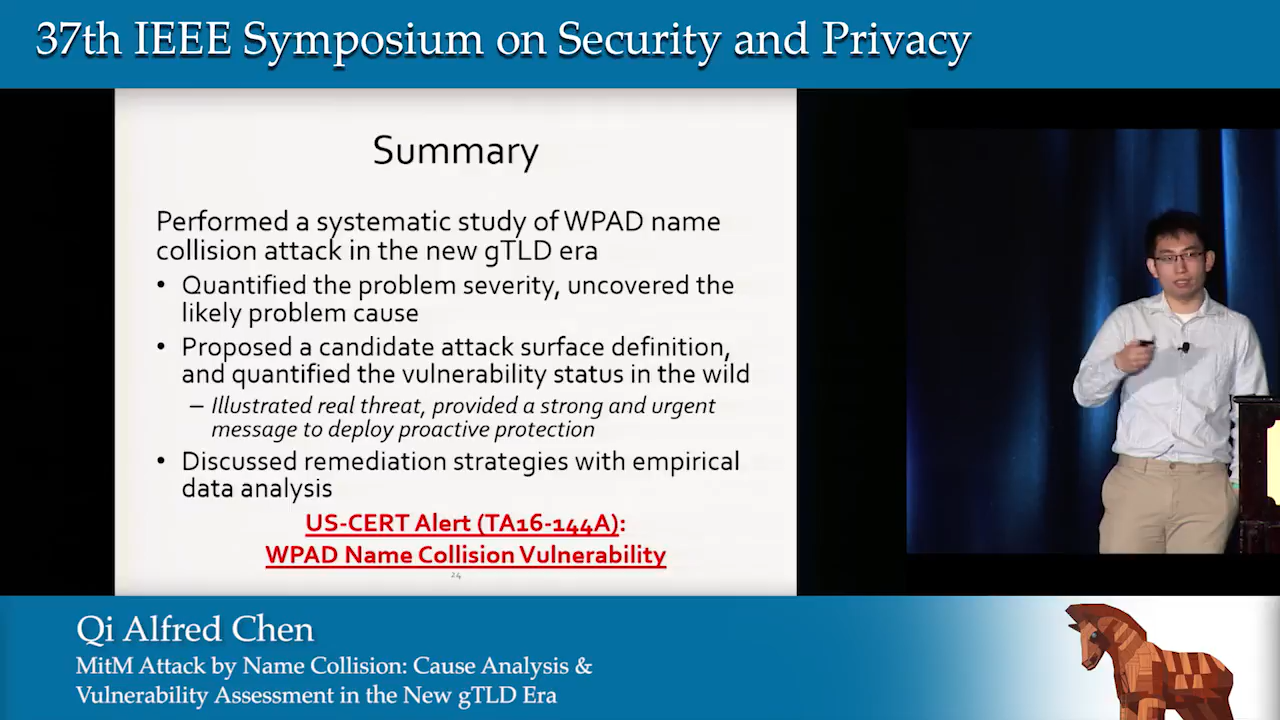 37th IEEE Symposium on Security and Privacy
Summary
Performed a systematic study of WPAD name
collision attack in the new gTLD era
• Quantified the problem severity, uncovered the
likely problem cause
• Proposed a candidate attack surface definition,
and quantified the vulnerability status in the wild
– Illustrated real threat, provided a strong and urgent
message to deploy proactive protection
• Discussed remediation strategies with empirical
data analysis
US-CERT Alert (TA16-144A):
WPAD Name Collision Vulnerability
24
Qi Alfred Chen
MitM Attack by Name Collision: Cause Analysis &
Vulnerability Assessment in the New gTLD Era